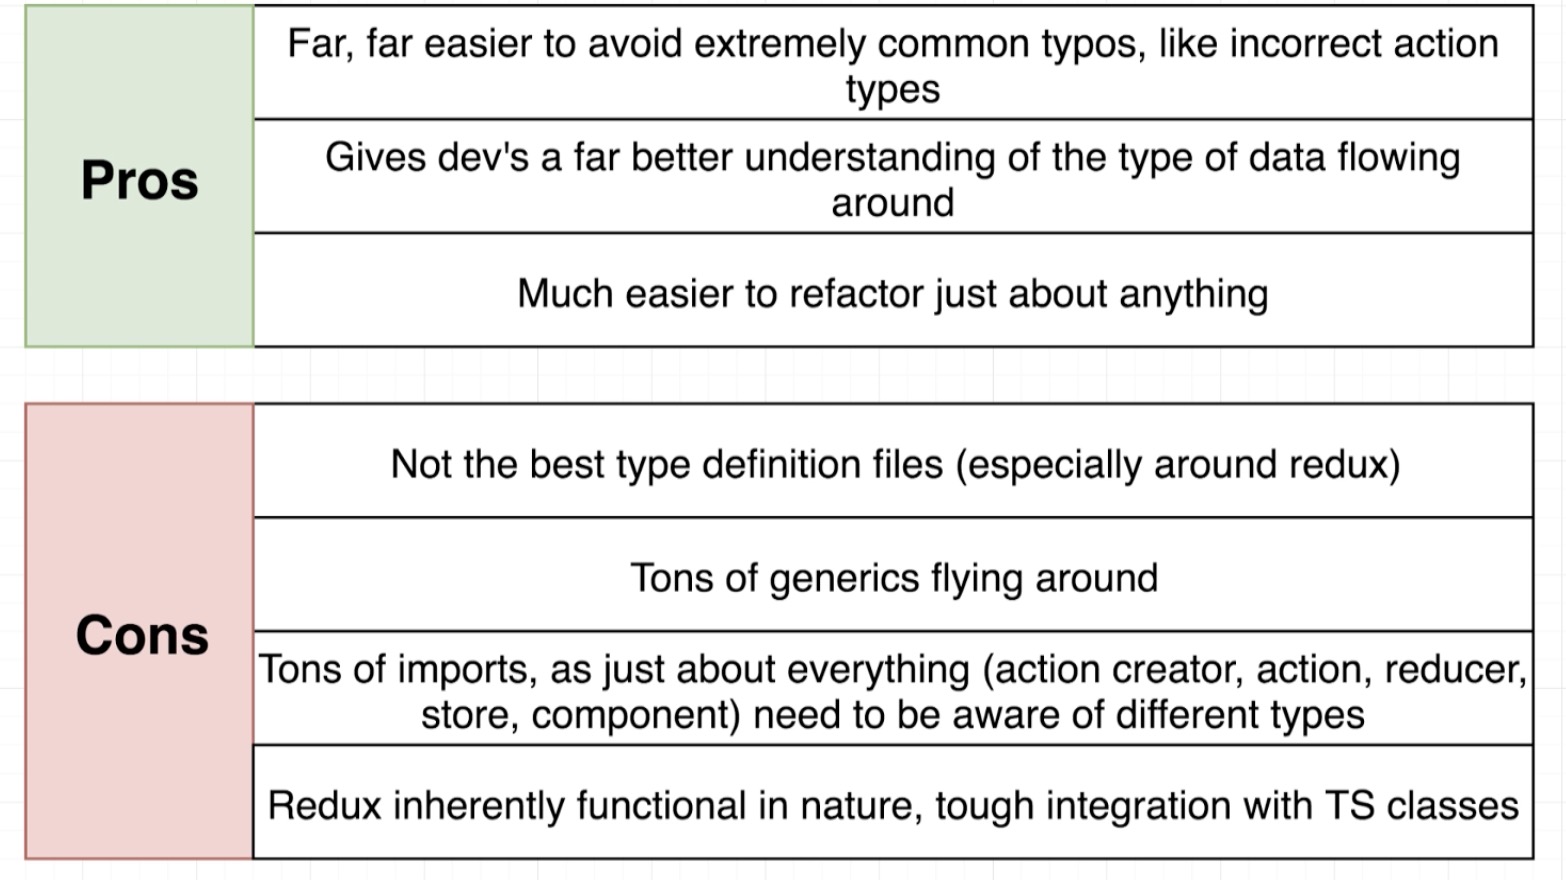 Pros
Far, far easier to avoid extremely common typos, like incorrect action
types
Gives dev's a far better understanding of the type of data flowing
around
Much easier to refactor just about anything
Cons
Not the best type definition files (especially around redux)
Tons of generics flying around
Tons of imports, as just about everything (action creator, action, reducer,
store, component) need to be aware of different types
Redux inherently functional in nature, tough integration with TS classes